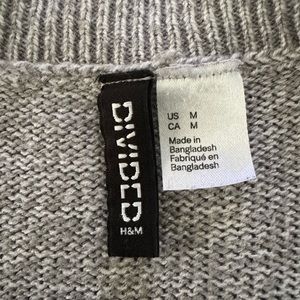 DIVIDED
H&M
US M
CA M
Made in
Bangladesh
Fabriqué en
Bangladesh